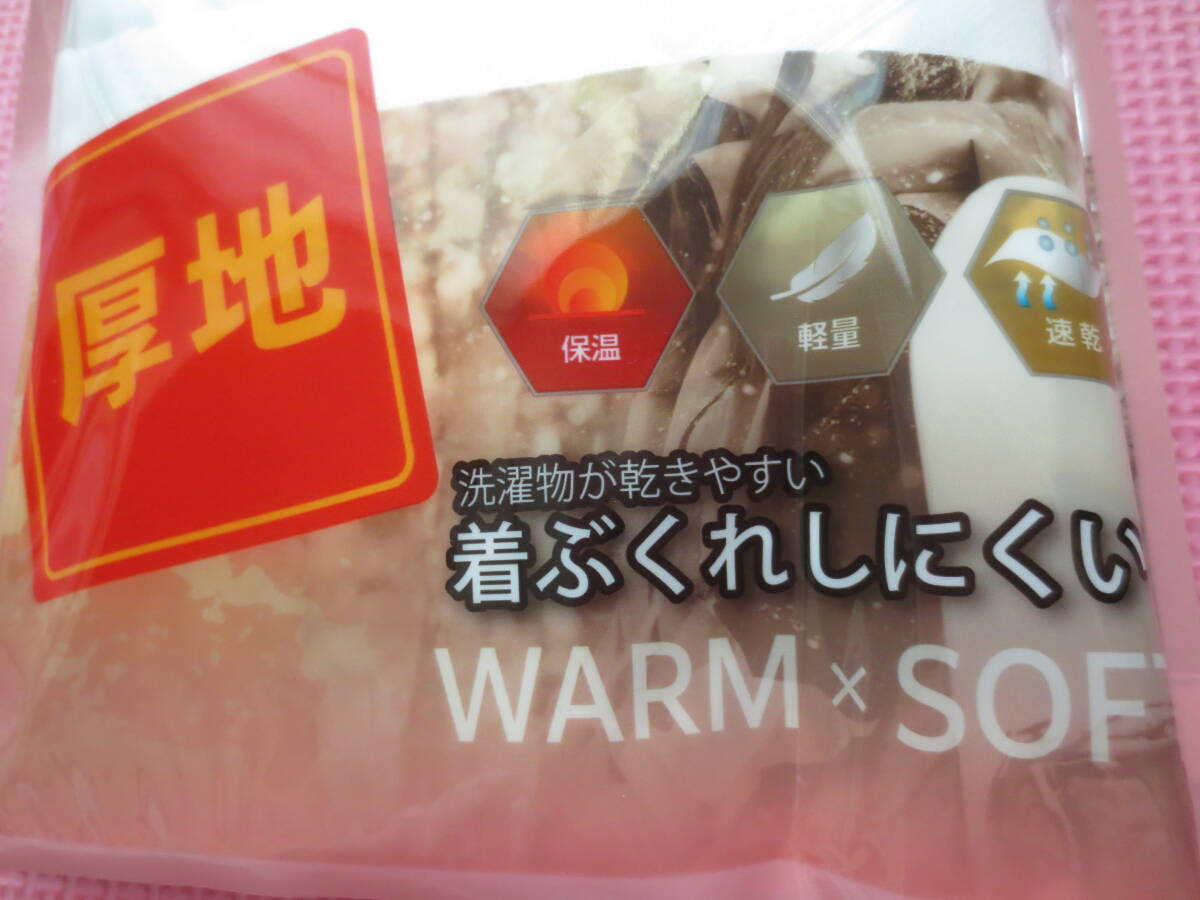 厚地
保温
軽量
速乾
洗濯物が乾きやすい
着ぶくれしにくい
WARM × SOF